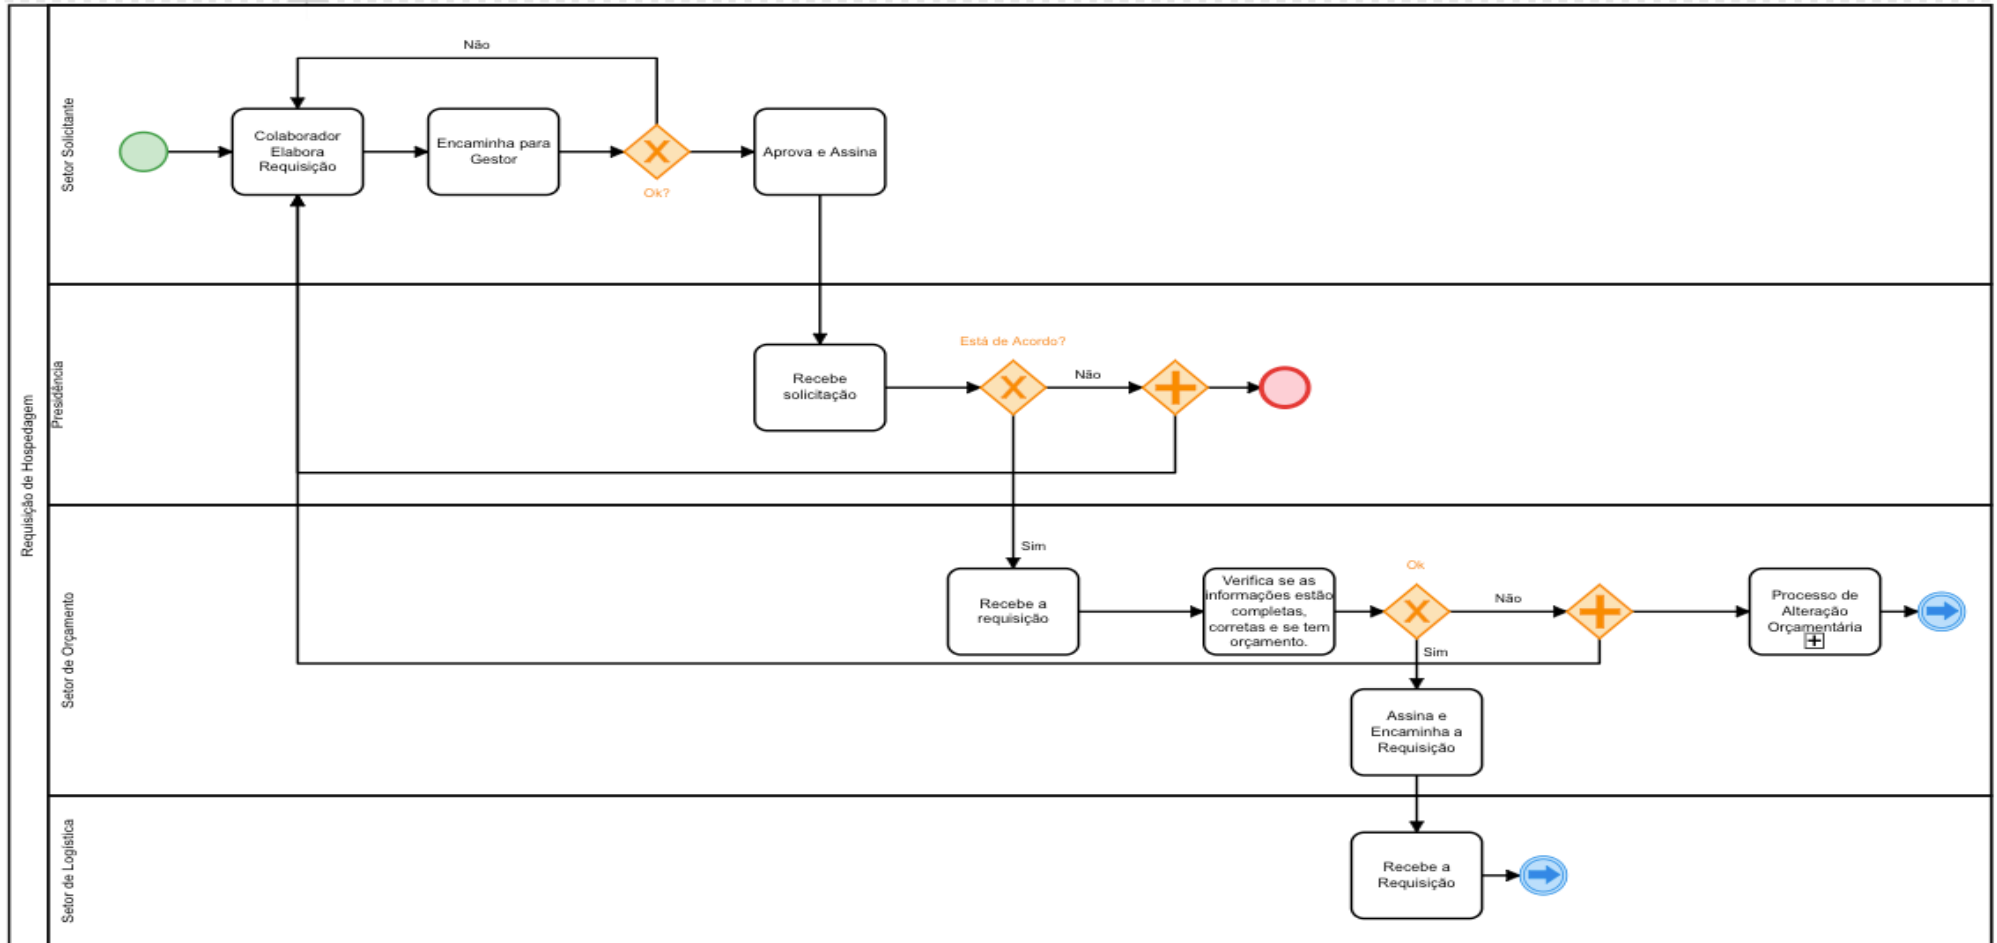 Requisição de Hospedagem
Setor Solicitante
Não
Colaborador
Elabora
Requisição
Encaminha para
Gestor
Ok?
Aprova e Assina
Presidência
Recebe
solicitação
Está de Acordo?
Não
Sim
Setor de Orçamento
Recebe a
requisição
Verifica se as
informações estão
completas,
corretas e se tem
orçamento.
Ok
Não
Sim
Processo de
Alteração
Orçamentária
Assina e
Encaminha a
Requisição
Setor de Logística
Recebe a
Requisição